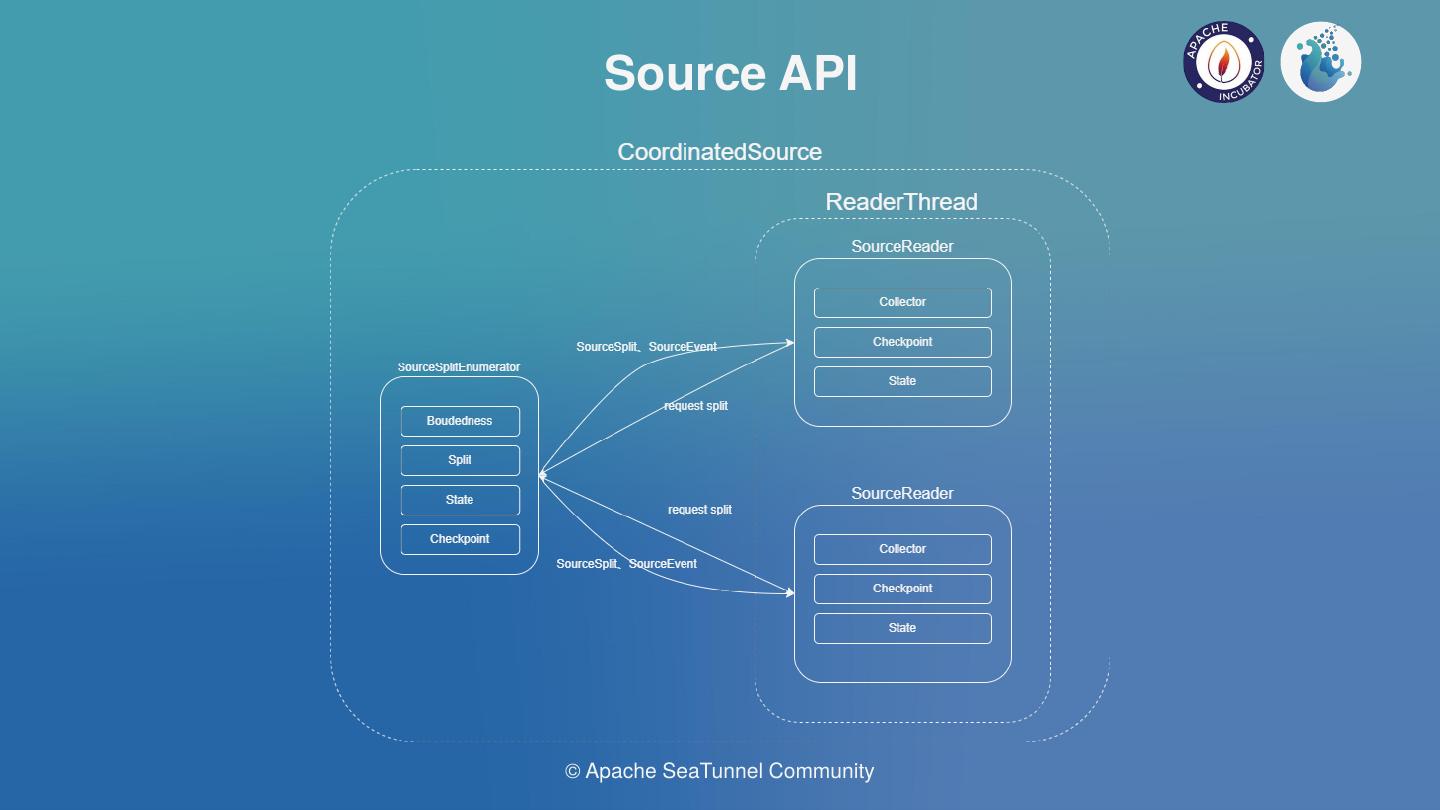 Source API
APACHE
INCUBATOR
CoordinatedSource
ReaderThread
SourceReader
Collector
Checkpoint
State
SourceSplit、SourceEvent
request split
SourceSplitEnumerator
Boudedness
Split
State
Checkpoint
request split
SourceSplit、SourceEvent
SourceReader
Collector
Checkpoint
State
© Apache SeaTunnel Community